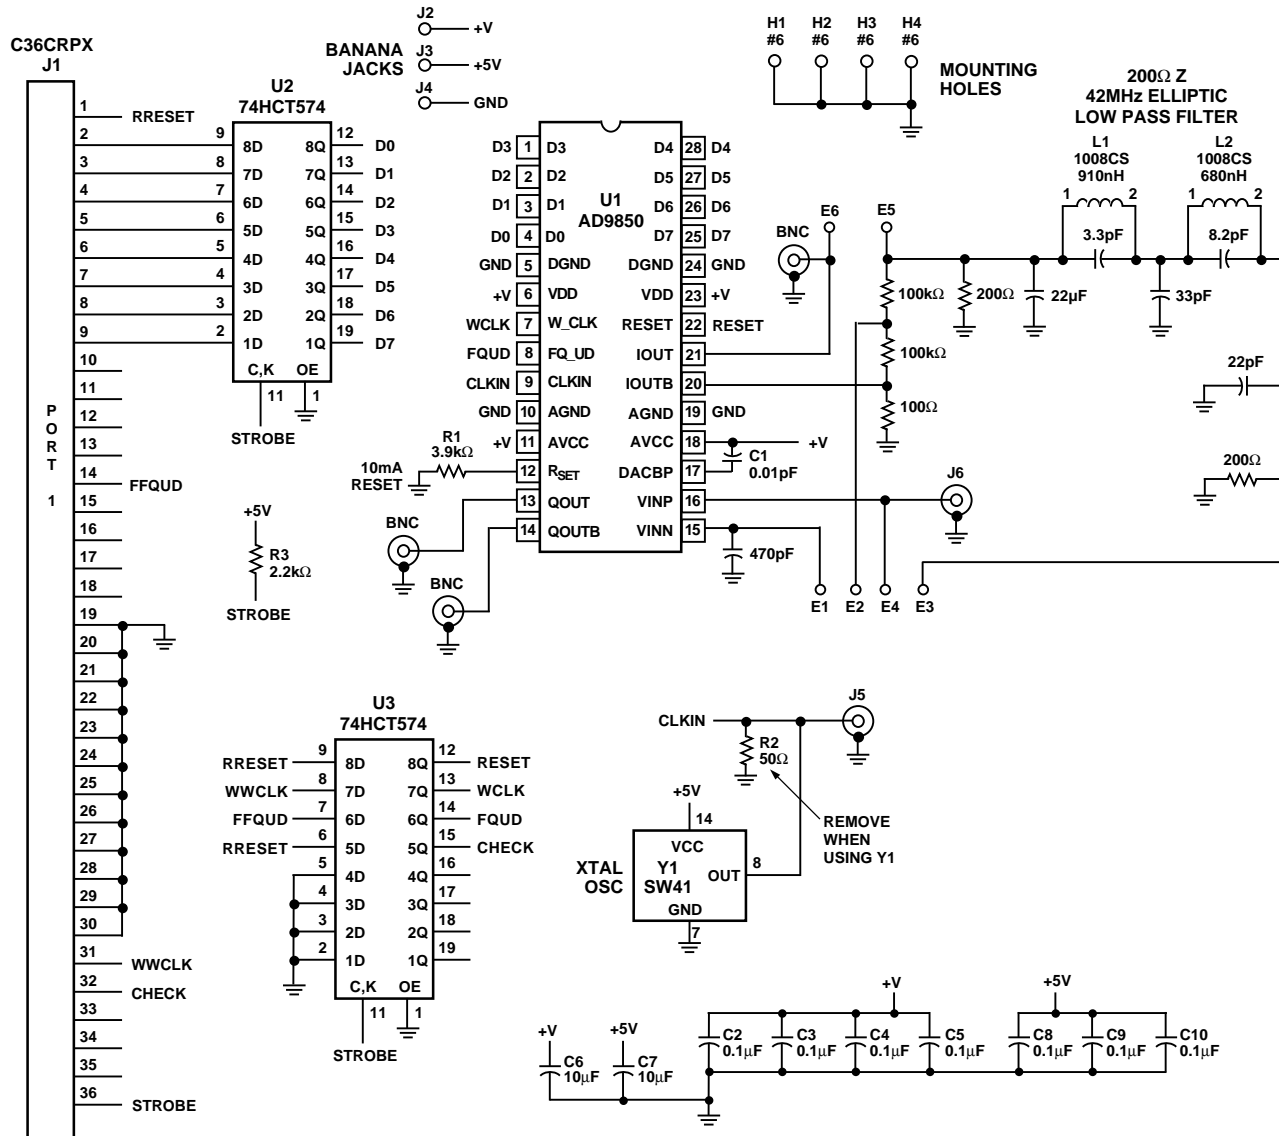 C36CRPX
J1
PORT 1
1 RRESET
2
3
4
5
6
7
8
9
10
11
12
13
14 FFQUD
15
16
17
18
19
20
21
22
23
24
25
26
27
28
29
30
31 WWCLK
32 CHECK
33
34
35
36 STROBE
U2
74HCT574
9 8D 8Q 12 D0
8 7D 7Q 13 D1
7 6D 6Q 14 D2
6 5D 5Q 15 D3
5 4D 4Q 16 D4
4 3D 3Q 17 D5
3 2D 2Q 18 D6
2 1D 1Q 19 D7
C,K OE
11 1
STROBE
BANANA
JACKS
J2 +V
J3 +5V
J4 GND
H1 H2 H3 H4
#6 #6 #6 #6
MOUNTING
HOLES
U1
AD9850
D3 1 D3 D4 28 D4
D2 2 D2 D5 27 D5
D1 3 D1 D6 26 D6
D0 4 D0 D7 25 D7
GND 5 DGND DGND 24 GND
+V 6 VDD VDD 23 +V
WCLK 7 W_CLK RESET 22 RESET
FQUD 8 FQ_UD IOUT 21
CLKIN 9 CLKIN IOUTB 20
GND 10 AGND AGND 19 GND
+V 11 AVCC AVCC 18 +V
12 RSET DACBP 17
13 QOUT VINP 16
14 QOUTB VINN 15
R1
3.9kΩ
10mA
RESET
BNC
BNC
C1
0.01pF
470pF
J6
E1 E2 E4 E3
BNC
E6
E5
100kΩ
100kΩ
100Ω
200Ω
22µF
200Ω Z
42MHz ELLIPTIC
LOW PASS FILTER
L1
1008CS
910nH
1 2
3.3pF
L2
1008CS
680nH
1 2
8.2pF
33pF
22pF
200Ω
+5V
R3
2.2kΩ
STROBE
U3
74HCT574
RRESET 9 8D 8Q 12 RESET
WWCLK 8 7D 7Q 13 WCLK
FFQUD 7 6D 6Q 14 FQUD
RRESET 6 5D 5Q 15 CHECK
5 4D 4Q 16
4 3D 3Q 17
3 2D 2Q 18
2 1D 1Q 19
C,K OE
11 1
STROBE
CLKIN
J5
R2
50Ω
REMOVE
WHEN
USING Y1
+5V
14
VCC
XTAL
OSC
Y1
SW41
OUT 8
GND
7
+V
C6
10µF
+5V
C7
10µF
+V
C2
0.1µF
C3
0.1µF
C4
0.1µF
C5
0.1µF
+5V
C8
0.1µF
C9
0.1µF
C10
0.1µF